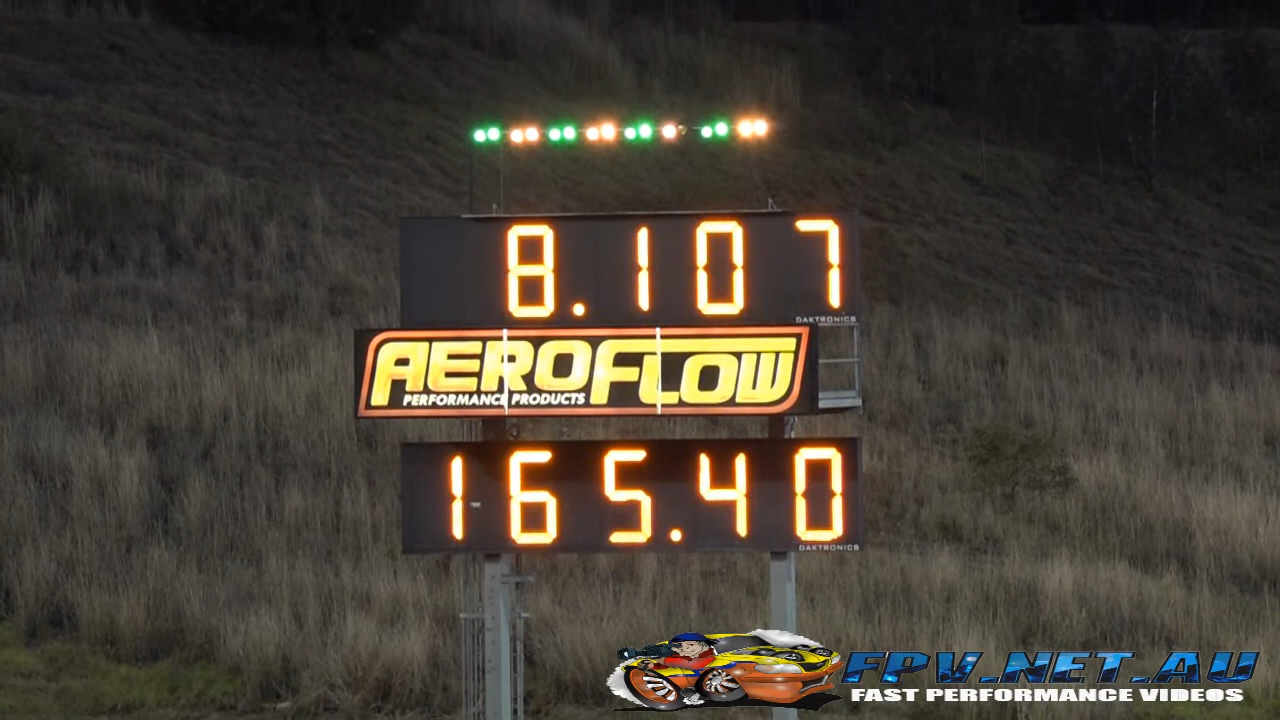 8.107
DAKTRONICS
AEROFLOW
PERFORMANCE PRODUCTS
165.40
DAKTRONICS
FPV.NET.AU
FAST PERFORMANCE VIDEOS